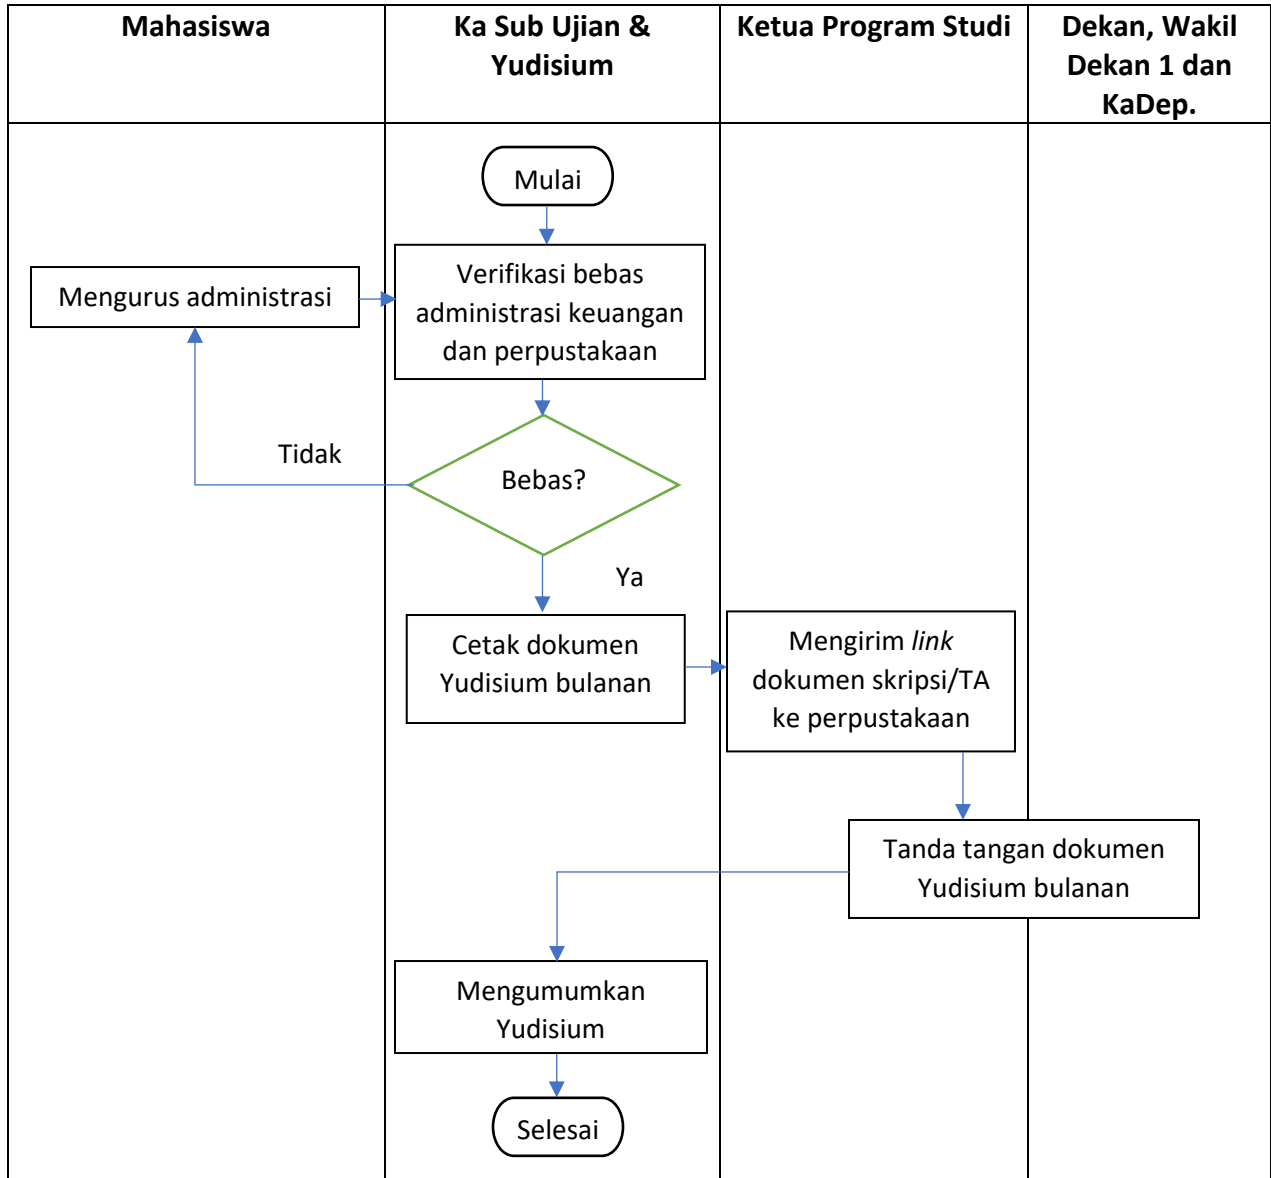 Mahasiswa
Ka Sub Ujian &
Yudisium
Ketua Program Studi
Dekan, Wakil
Dekan 1 dan
KaDep.
Mulai
Mengurus administrasi
Verifikasi bebas
administrasi keuangan
dan perpustakaan
Tidak
Bebas?
Ya
Cetak dokumen
Yudisium bulanan
Mengirim link
dokumen skripsi/TA
ke perpustakaan
Tanda tangan dokumen
Yudisium bulanan
Mengumumkan
Yudisium
Selesai